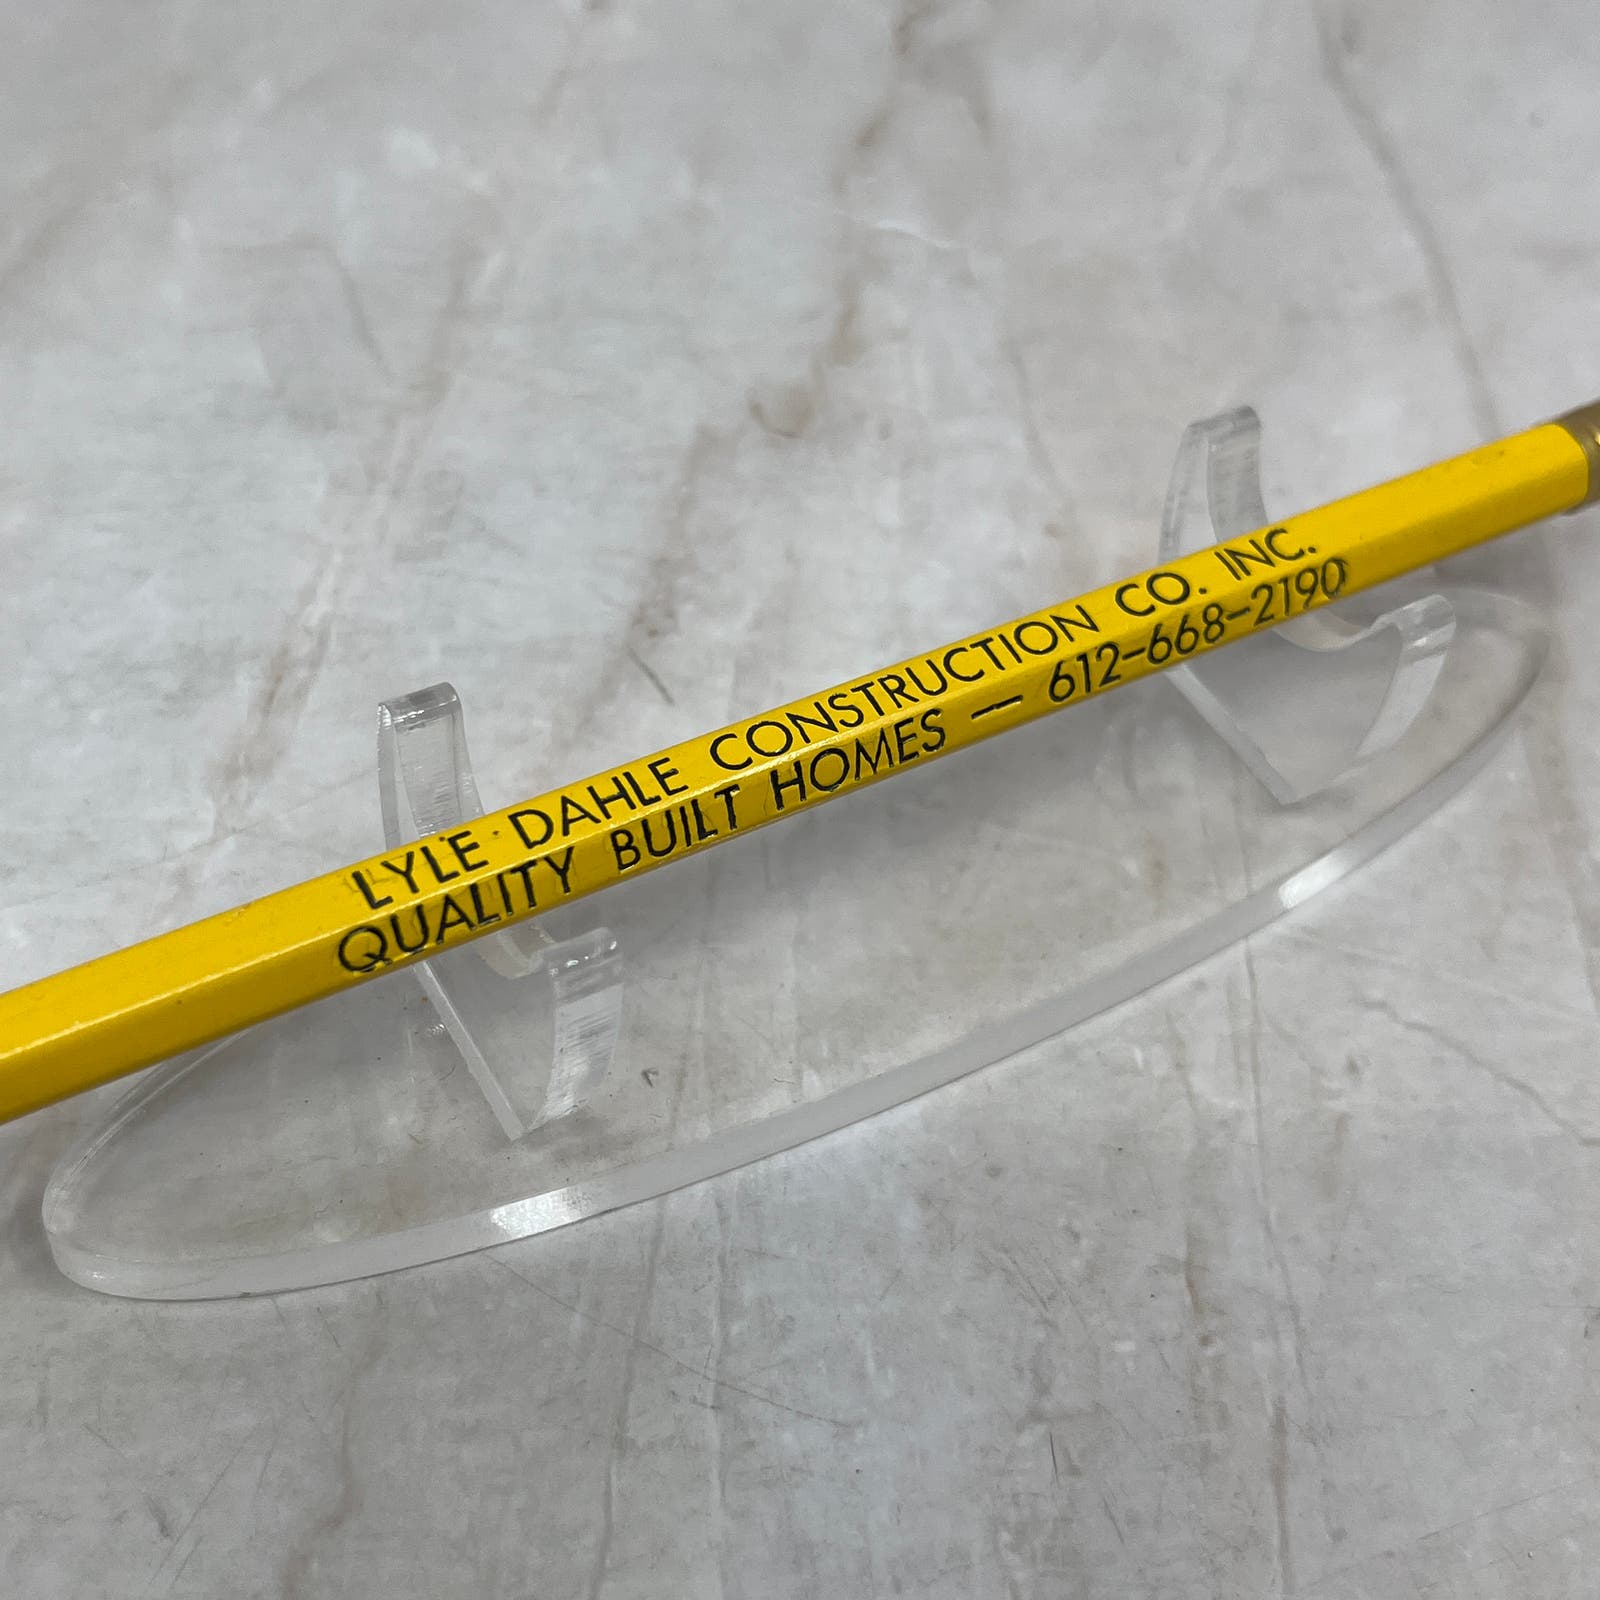 LYLE DAHLE CONSTRUCTION CO. INC.
QUALITY BUILT HOMES — 612-668-2190